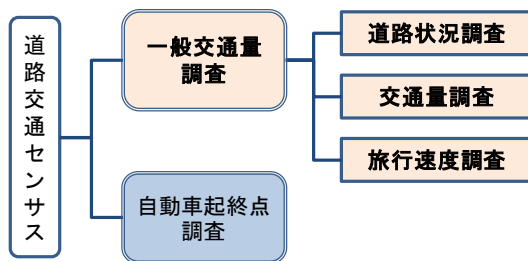 道路交通センサス
一般交通量
調査
道路状況調査
交通量調査
旅行速度調査
自動車起終点
調査